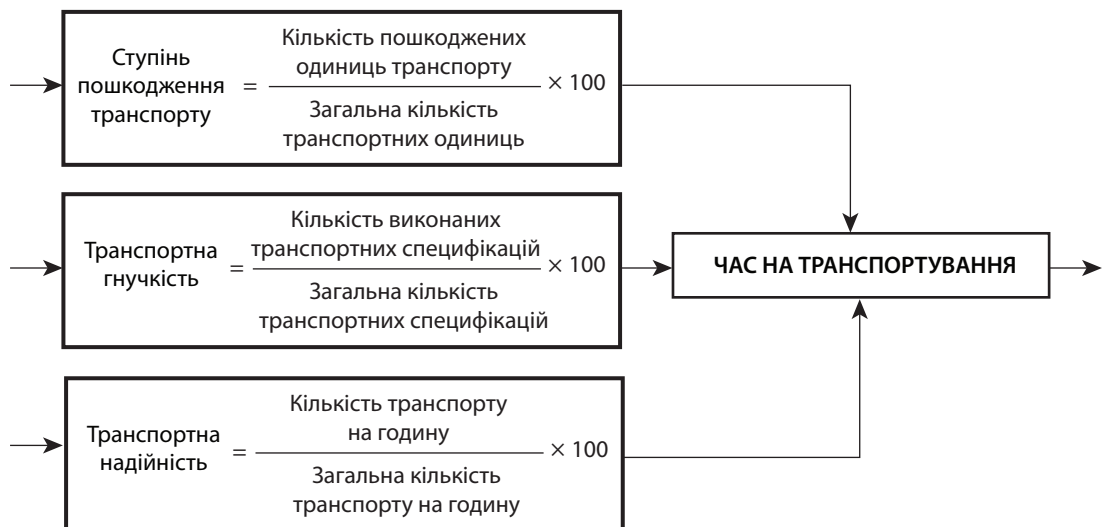 Ступінь
пошкодження
транспорту
=
Кількість пошкоджених
одиниць транспорту
Загальна кількість
транспортних одиниць
× 100
Транспортна
гнучкість
=
Кількість виконаних
транспортних специфікацій
Загальна кількість
транспортних специфікацій
× 100
ЧАС НА ТРАНСПОРТУВАННЯ
Транспортна
надійність
=
Кількість транспорту
на годину
Загальна кількість
транспорту на годину
× 100